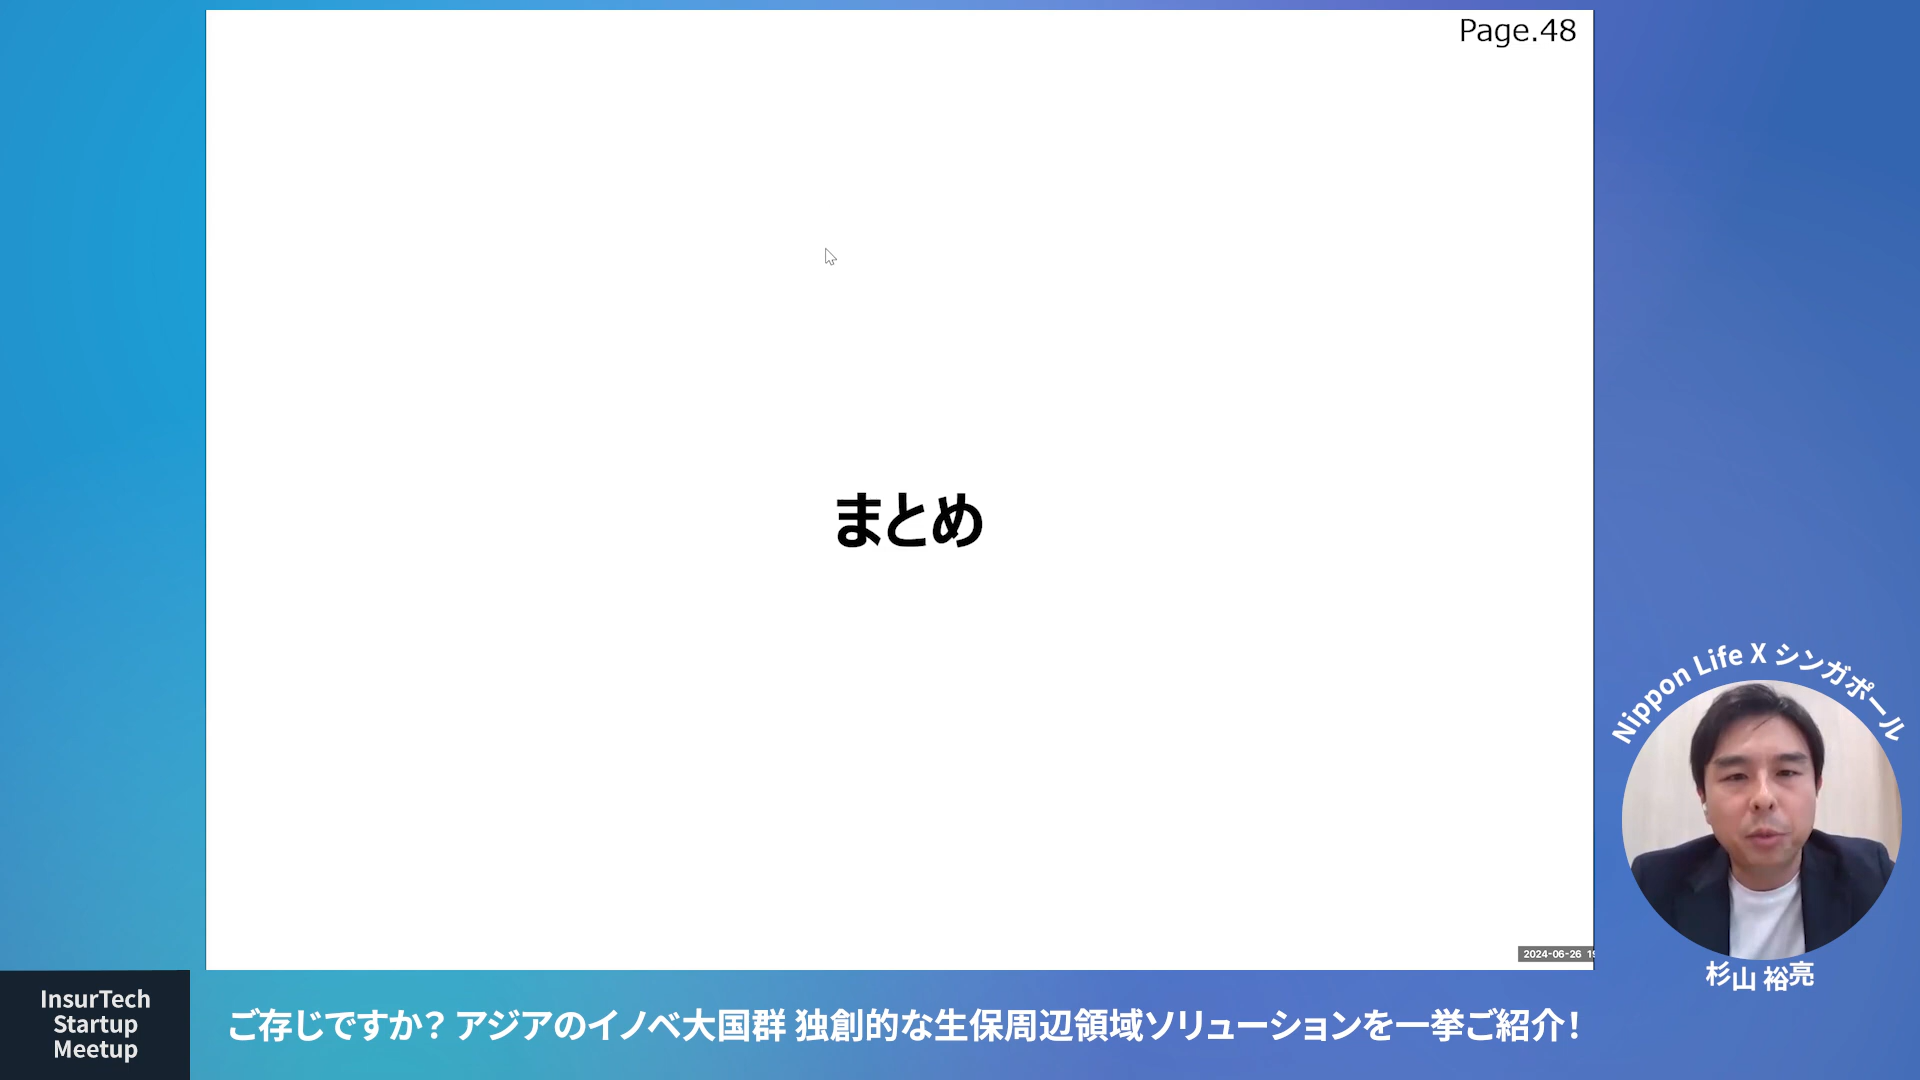 Page.48
まとめ
2024-06-26
Nippon Life X シンガポール
杉山 裕亮
InsurTech
Startup
Meetup
ご存じですか？ アジアのイノベ大国群 独創的な生保周辺領域ソリューションを一挙ご紹介！